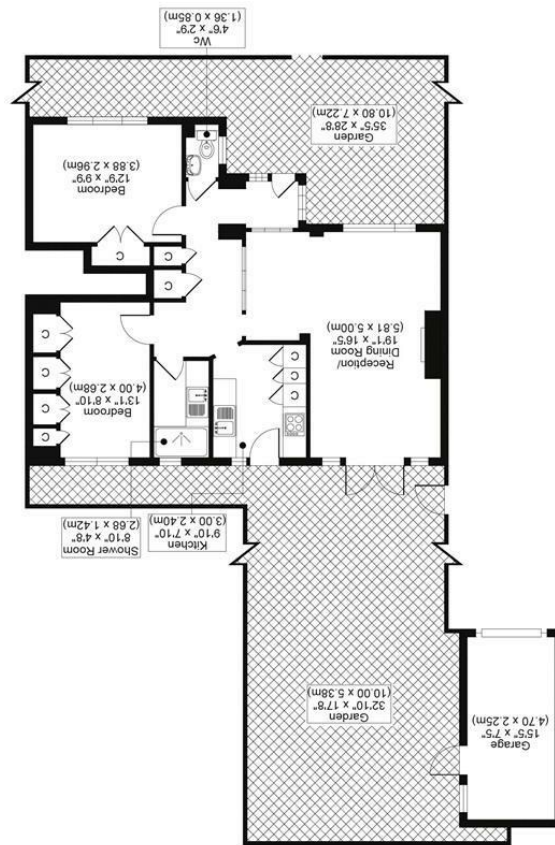 Garage
15'5" x 7'5"
(4.70 x 2.25m)
Garden
32'10" x 17'8"
(10.00 x 5.38m)
Kitchen
9'10" x 7'10"
(3.00 x 2.40m)
Shower Room
8'10" x 4'8"
(2.68 x 1.42m)
C
C
C
C
C
C
C
Bedroom
13'1" x 8'10"
(4.00 x 2.68m)
Reception/
Dining Room
19'1" x 16'5"
(5.81 x 5.00m)
C
C
C
Bedroom
12'9" x 9'9"
(3.88 x 2.96m)
Garden
35'5" x 28'8"
(10.80 x 7.22m)
Wc
4'6" x 2'9"
(1.36 x 0.85m)